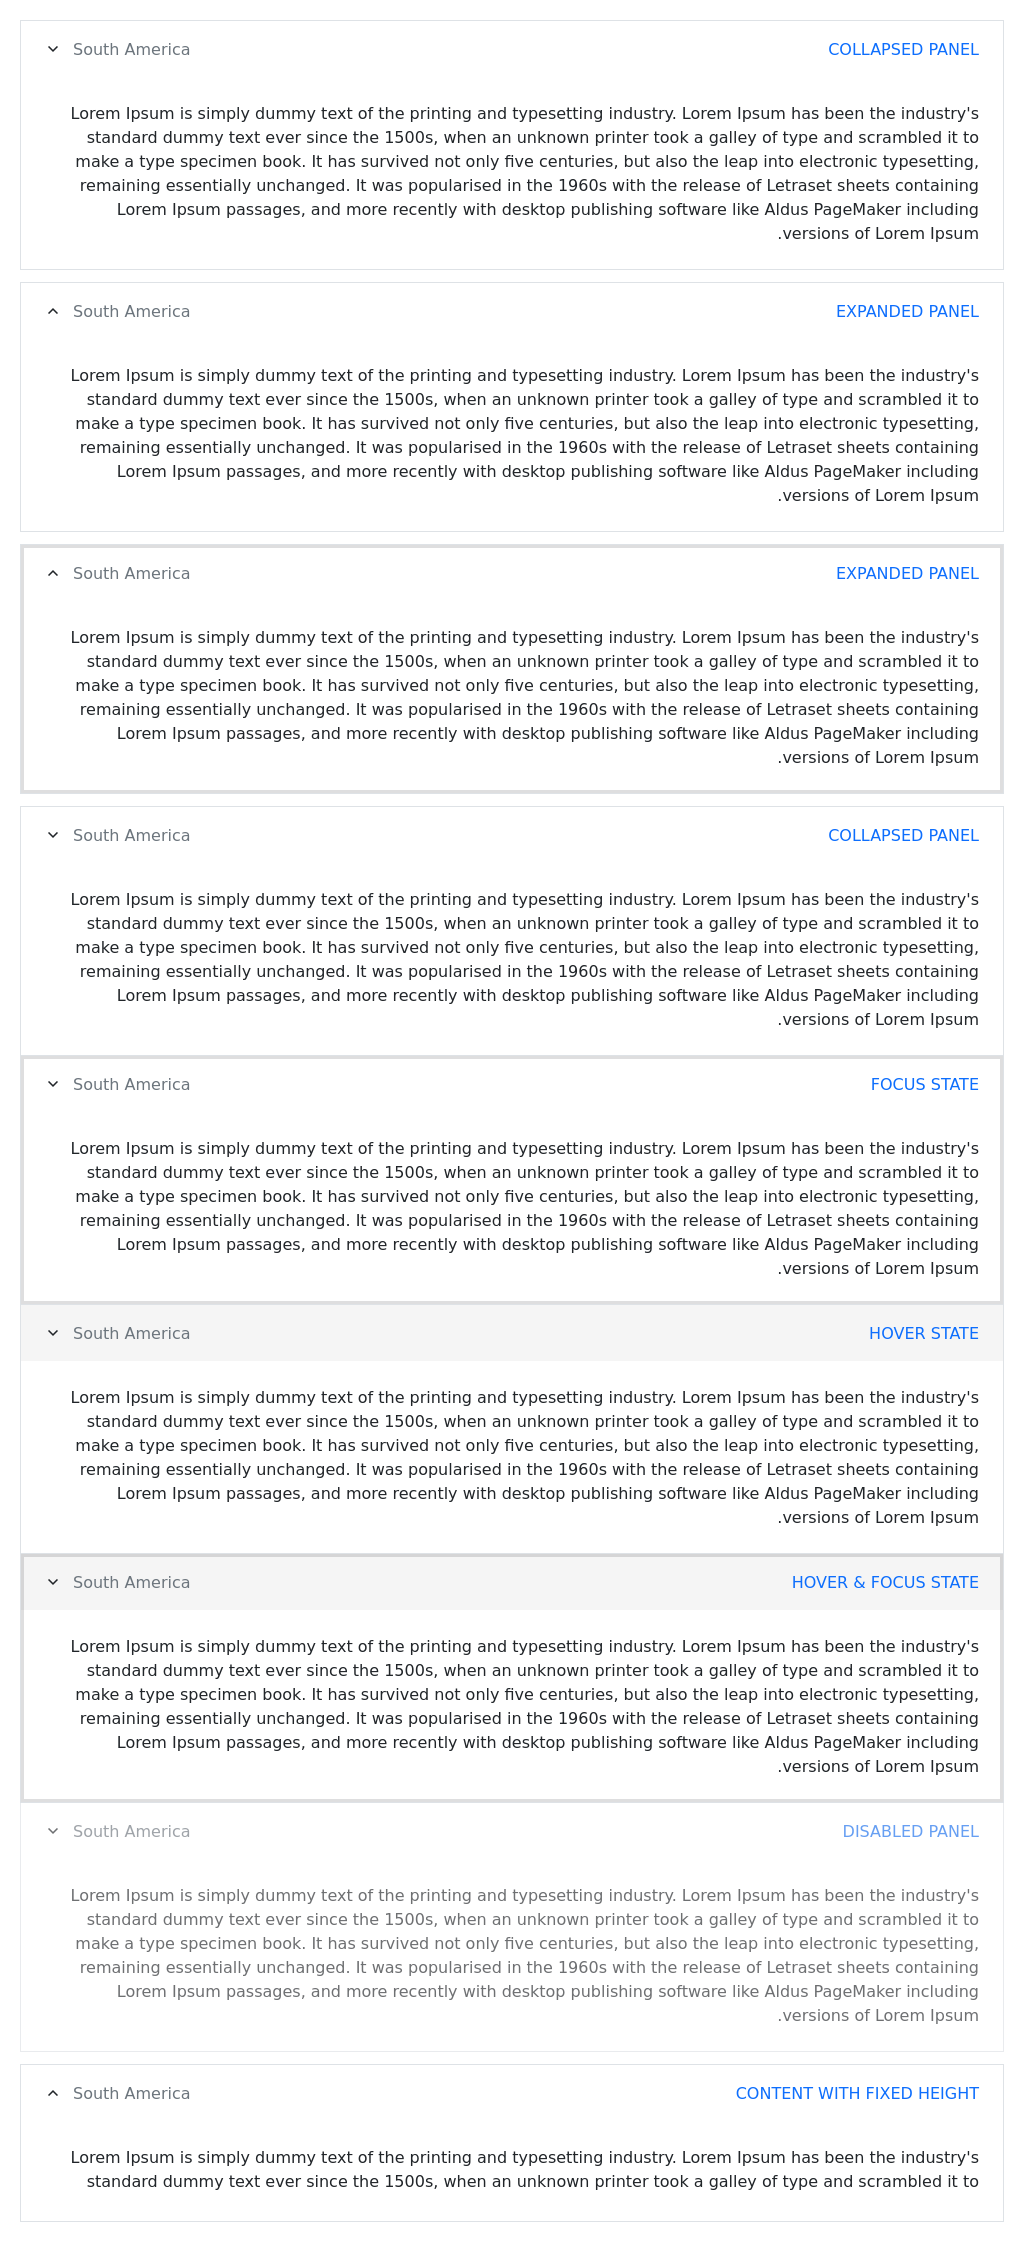 South America COLLAPSED PANEL
Lorem Ipsum is simply dummy text of the printing and typesetting industry. Lorem Ipsum has been the industry's
standard dummy text ever since the 1500s, when an unknown printer took a galley of type and scrambled it to
make a type specimen book. It has survived not only five centuries, but also the leap into electronic typesetting,
remaining essentially unchanged. It was popularised in the 1960s with the release of Letraset sheets containing
Lorem Ipsum passages, and more recently with desktop publishing software like Aldus PageMaker including
.versions of Lorem Ipsum
South America EXPANDED PANEL
Lorem Ipsum is simply dummy text of the printing and typesetting industry. Lorem Ipsum has been the industry's
standard dummy text ever since the 1500s, when an unknown printer took a galley of type and scrambled it to
make a type specimen book. It has survived not only five centuries, but also the leap into electronic typesetting,
remaining essentially unchanged. It was popularised in the 1960s with the release of Letraset sheets containing
Lorem Ipsum passages, and more recently with desktop publishing software like Aldus PageMaker including
.versions of Lorem Ipsum
South America EXPANDED PANEL
Lorem Ipsum is simply dummy text of the printing and typesetting industry. Lorem Ipsum has been the industry's
standard dummy text ever since the 1500s, when an unknown printer took a galley of type and scrambled it to
make a type specimen book. It has survived not only five centuries, but also the leap into electronic typesetting,
remaining essentially unchanged. It was popularised in the 1960s with the release of Letraset sheets containing
Lorem Ipsum passages, and more recently with desktop publishing software like Aldus PageMaker including
.versions of Lorem Ipsum
South America COLLAPSED PANEL
Lorem Ipsum is simply dummy text of the printing and typesetting industry. Lorem Ipsum has been the industry's
standard dummy text ever since the 1500s, when an unknown printer took a galley of type and scrambled it to
make a type specimen book. It has survived not only five centuries, but also the leap into electronic typesetting,
remaining essentially unchanged. It was popularised in the 1960s with the release of Letraset sheets containing
Lorem Ipsum passages, and more recently with desktop publishing software like Aldus PageMaker including
.versions of Lorem Ipsum
South America FOCUS STATE
Lorem Ipsum is simply dummy text of the printing and typesetting industry. Lorem Ipsum has been the industry's
standard dummy text ever since the 1500s, when an unknown printer took a galley of type and scrambled it to
make a type specimen book. It has survived not only five centuries, but also the leap into electronic typesetting,
remaining essentially unchanged. It was popularised in the 1960s with the release of Letraset sheets containing
Lorem Ipsum passages, and more recently with desktop publishing software like Aldus PageMaker including
.versions of Lorem Ipsum
South America HOVER STATE
Lorem Ipsum is simply dummy text of the printing and typesetting industry. Lorem Ipsum has been the industry's
standard dummy text ever since the 1500s, when an unknown printer took a galley of type and scrambled it to
make a type specimen book. It has survived not only five centuries, but also the leap into electronic typesetting,
remaining essentially unchanged. It was popularised in the 1960s with the release of Letraset sheets containing
Lorem Ipsum passages, and more recently with desktop publishing software like Aldus PageMaker including
.versions of Lorem Ipsum
South America HOVER & FOCUS STATE
Lorem Ipsum is simply dummy text of the printing and typesetting industry. Lorem Ipsum has been the industry's
standard dummy text ever since the 1500s, when an unknown printer took a galley of type and scrambled it to
make a type specimen book. It has survived not only five centuries, but also the leap into electronic typesetting,
remaining essentially unchanged. It was popularised in the 1960s with the release of Letraset sheets containing
Lorem Ipsum passages, and more recently with desktop publishing software like Aldus PageMaker including
.versions of Lorem Ipsum
South America DISABLED PANEL
Lorem Ipsum is simply dummy text of the printing and typesetting industry. Lorem Ipsum has been the industry's
standard dummy text ever since the 1500s, when an unknown printer took a galley of type and scrambled it to
make a type specimen book. It has survived not only five centuries, but also the leap into electronic typesetting,
remaining essentially unchanged. It was popularised in the 1960s with the release of Letraset sheets containing
Lorem Ipsum passages, and more recently with desktop publishing software like Aldus PageMaker including
.versions of Lorem Ipsum
South America CONTENT WITH FIXED HEIGHT
Lorem Ipsum is simply dummy text of the printing and typesetting industry. Lorem Ipsum has been the industry's
standard dummy text ever since the 1500s, when an unknown printer took a galley of type and scrambled it to